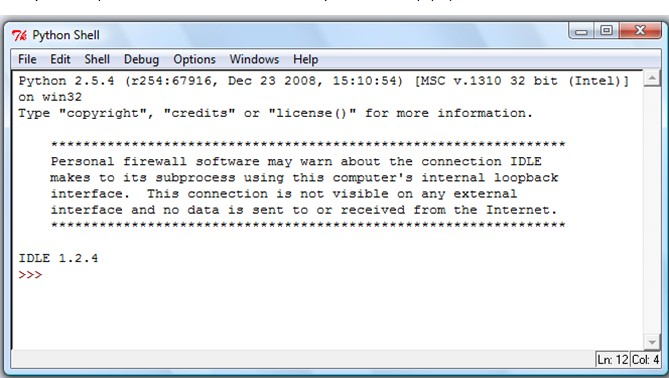 Python Shell
File Edit Shell Debug Options Windows Help
Python 2.5.4 (r254:67916, Dec 23 2008, 15:10:54) [MSC v.1310 32 bit (Intel)]
on win32
Type "copyright", "credits" or "license()" for more information.
****************************************************************
Personal firewall software may warn about the connection IDLE
makes to its subprocess using this computer's internal loopback
interface.  This connection is not visible on any external
interface and no data is sent to or received from the Internet.
****************************************************************
IDLE 1.2.4
>>>
Ln: 12 Col: 4